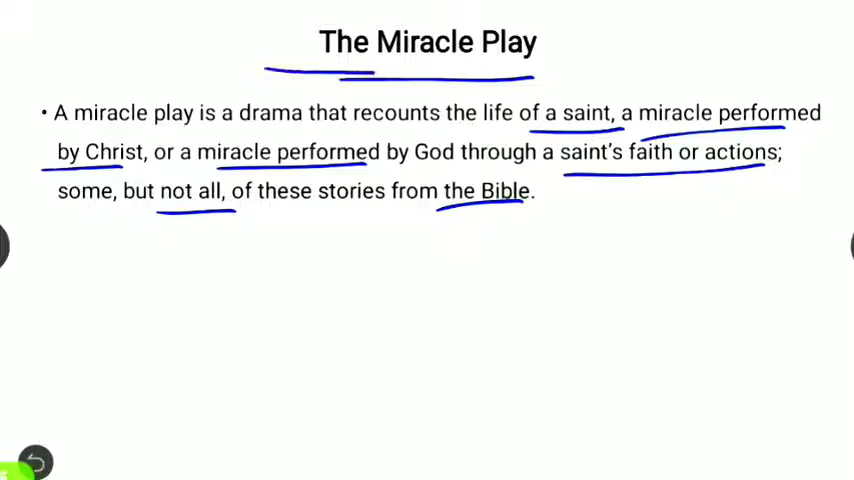 The Miracle Play
• A miracle play is a drama that recounts the life of a saint, a miracle performed
by Christ, or a miracle performed by God through a saint's faith or actions;
some, but not all, of these stories from the Bible.